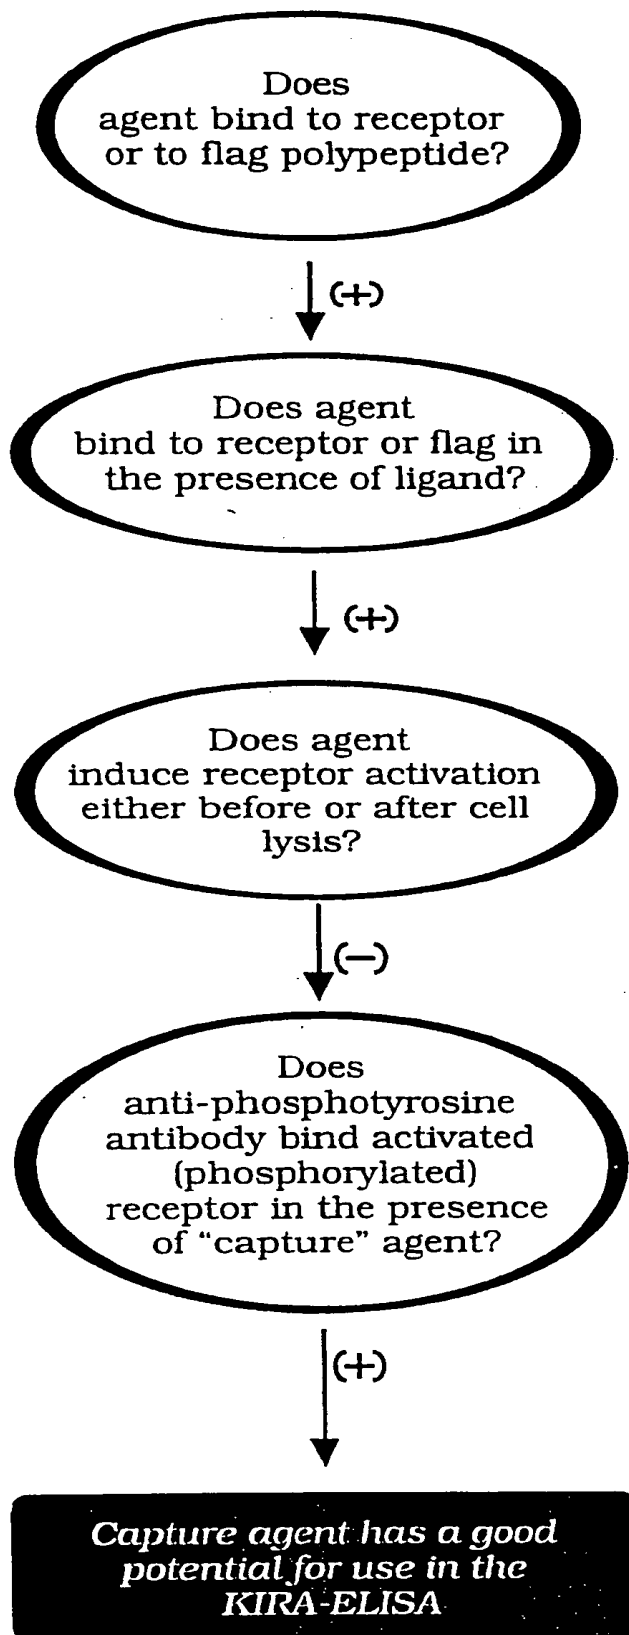 Does
agent bind to receptor
or to flag polypeptide?
(+)
Does agent
bind to receptor or flag in
the presence of ligand?
(+)
Does agent
induce receptor activation
either before or after cell
lysis?
(−)
Does
anti-phosphotyrosine
antibody bind activated
(phosphorylated)
receptor in the presence
of “capture” agent?
(+)
Capture agent has a good
potential for use in the
KIRA-ELISA